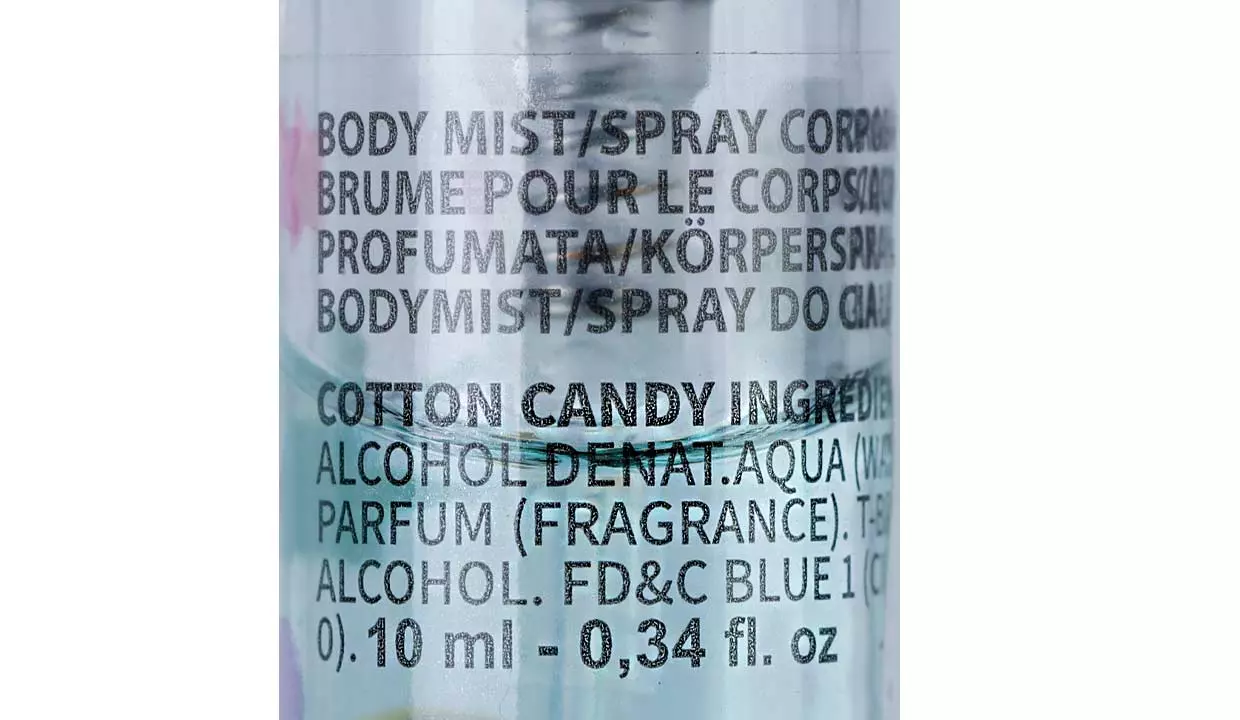 BODY MIST/SPRAY
BRUME POUR LE CORPS/
PROFUMATA/
BODYMIST/SPRAY DO
COTTON CANDY
ALCOHOL DENAT.AQUA
PARFUM (FRAGRANCE).
ALCOHOL. FD&C BLUE 1
0). 10 ml - 0,34 fl. oz